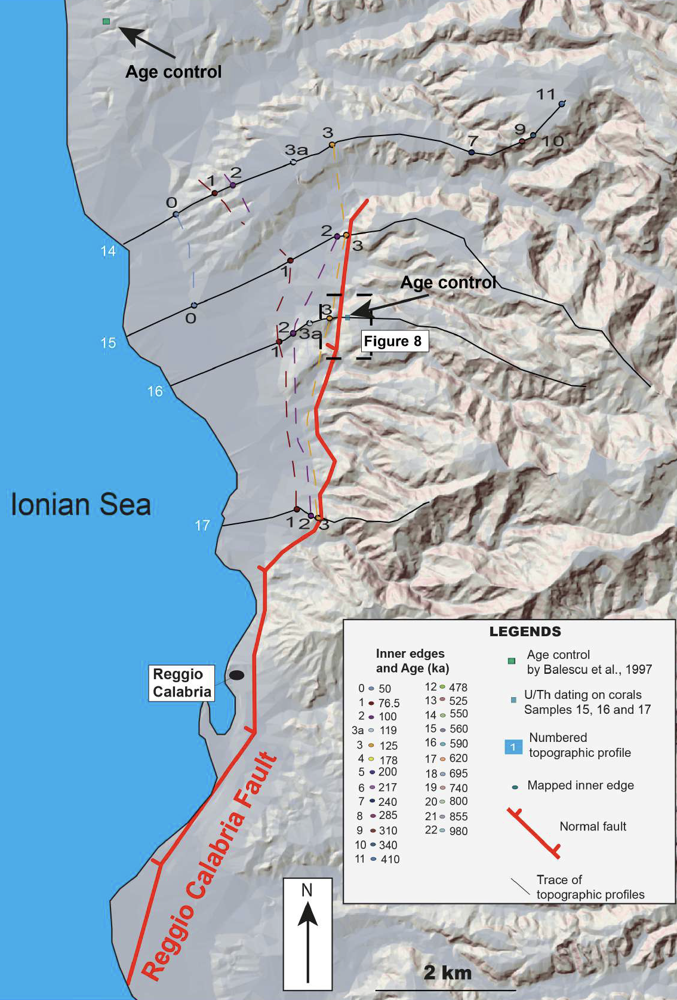 Age control
11
3
9
3a
7
10
1
2
0
14
2
3
1
Age control
0
3
15
2
3a
1
Figure 8
16
Ionian Sea
17
1
2
3
LEGENDS
Inner edges
and Age (ka)
0 50
1 76.5
2 100
3a 119
3 125
4 178
5 200
6 217
7 240
8 285
9 310
10 340
11 410
12 478
13 525
14 550
15 560
16 590
17 620
18 695
19 740
20 800
21 855
22 980
Age control
by Balescu et al., 1997
U/Th dating on corals
Samples 15, 16 and 17
1
Numbered
topographic profile
Mapped inner edge
Normal fault
Trace of
topographic profiles
Reggio
Calabria
Reggio Calabria Fault
N
2 km